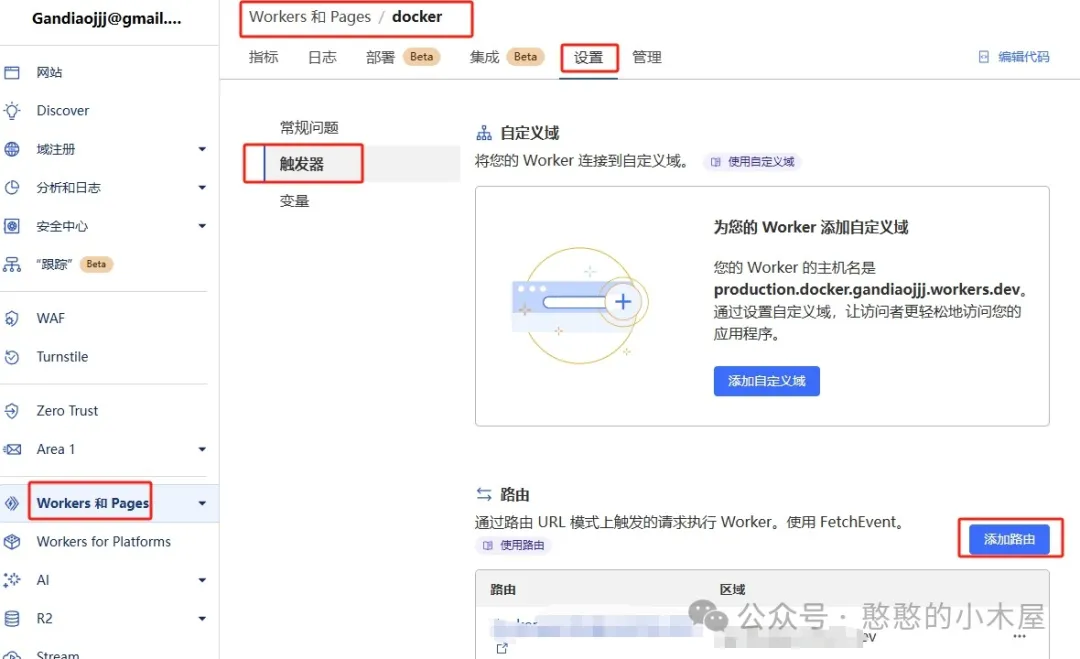 Gandiaojjj@gmail....
Workers 和 Pages / docker
指标 日志 部署 Beta 集成 Beta 设置 管理 编辑代码
网站
Discover
域注册
分析和日志
安全中心
“跟踪” Beta
WAF
Turnstile
Zero Trust
Area 1
Workers 和 Pages
Workers for Platforms
AI
R2
Stream
常规问题
触发器
变量
自定义域
将您的 Worker 连接到自定义域。 使用自定义域
为您的 Worker 添加自定义域
您的 Worker 的主机名是
production.docker.gandiaojjj.workers.dev。
通过设置自定义域，让访问者更轻松地访问您的
应用程序。
添加自定义域
路由
通过路由 URL 模式上触发的请求执行 Worker。使用 FetchEvent。
使用路由
添加路由
路由 区域
公众号 · 憨憨的小木屋